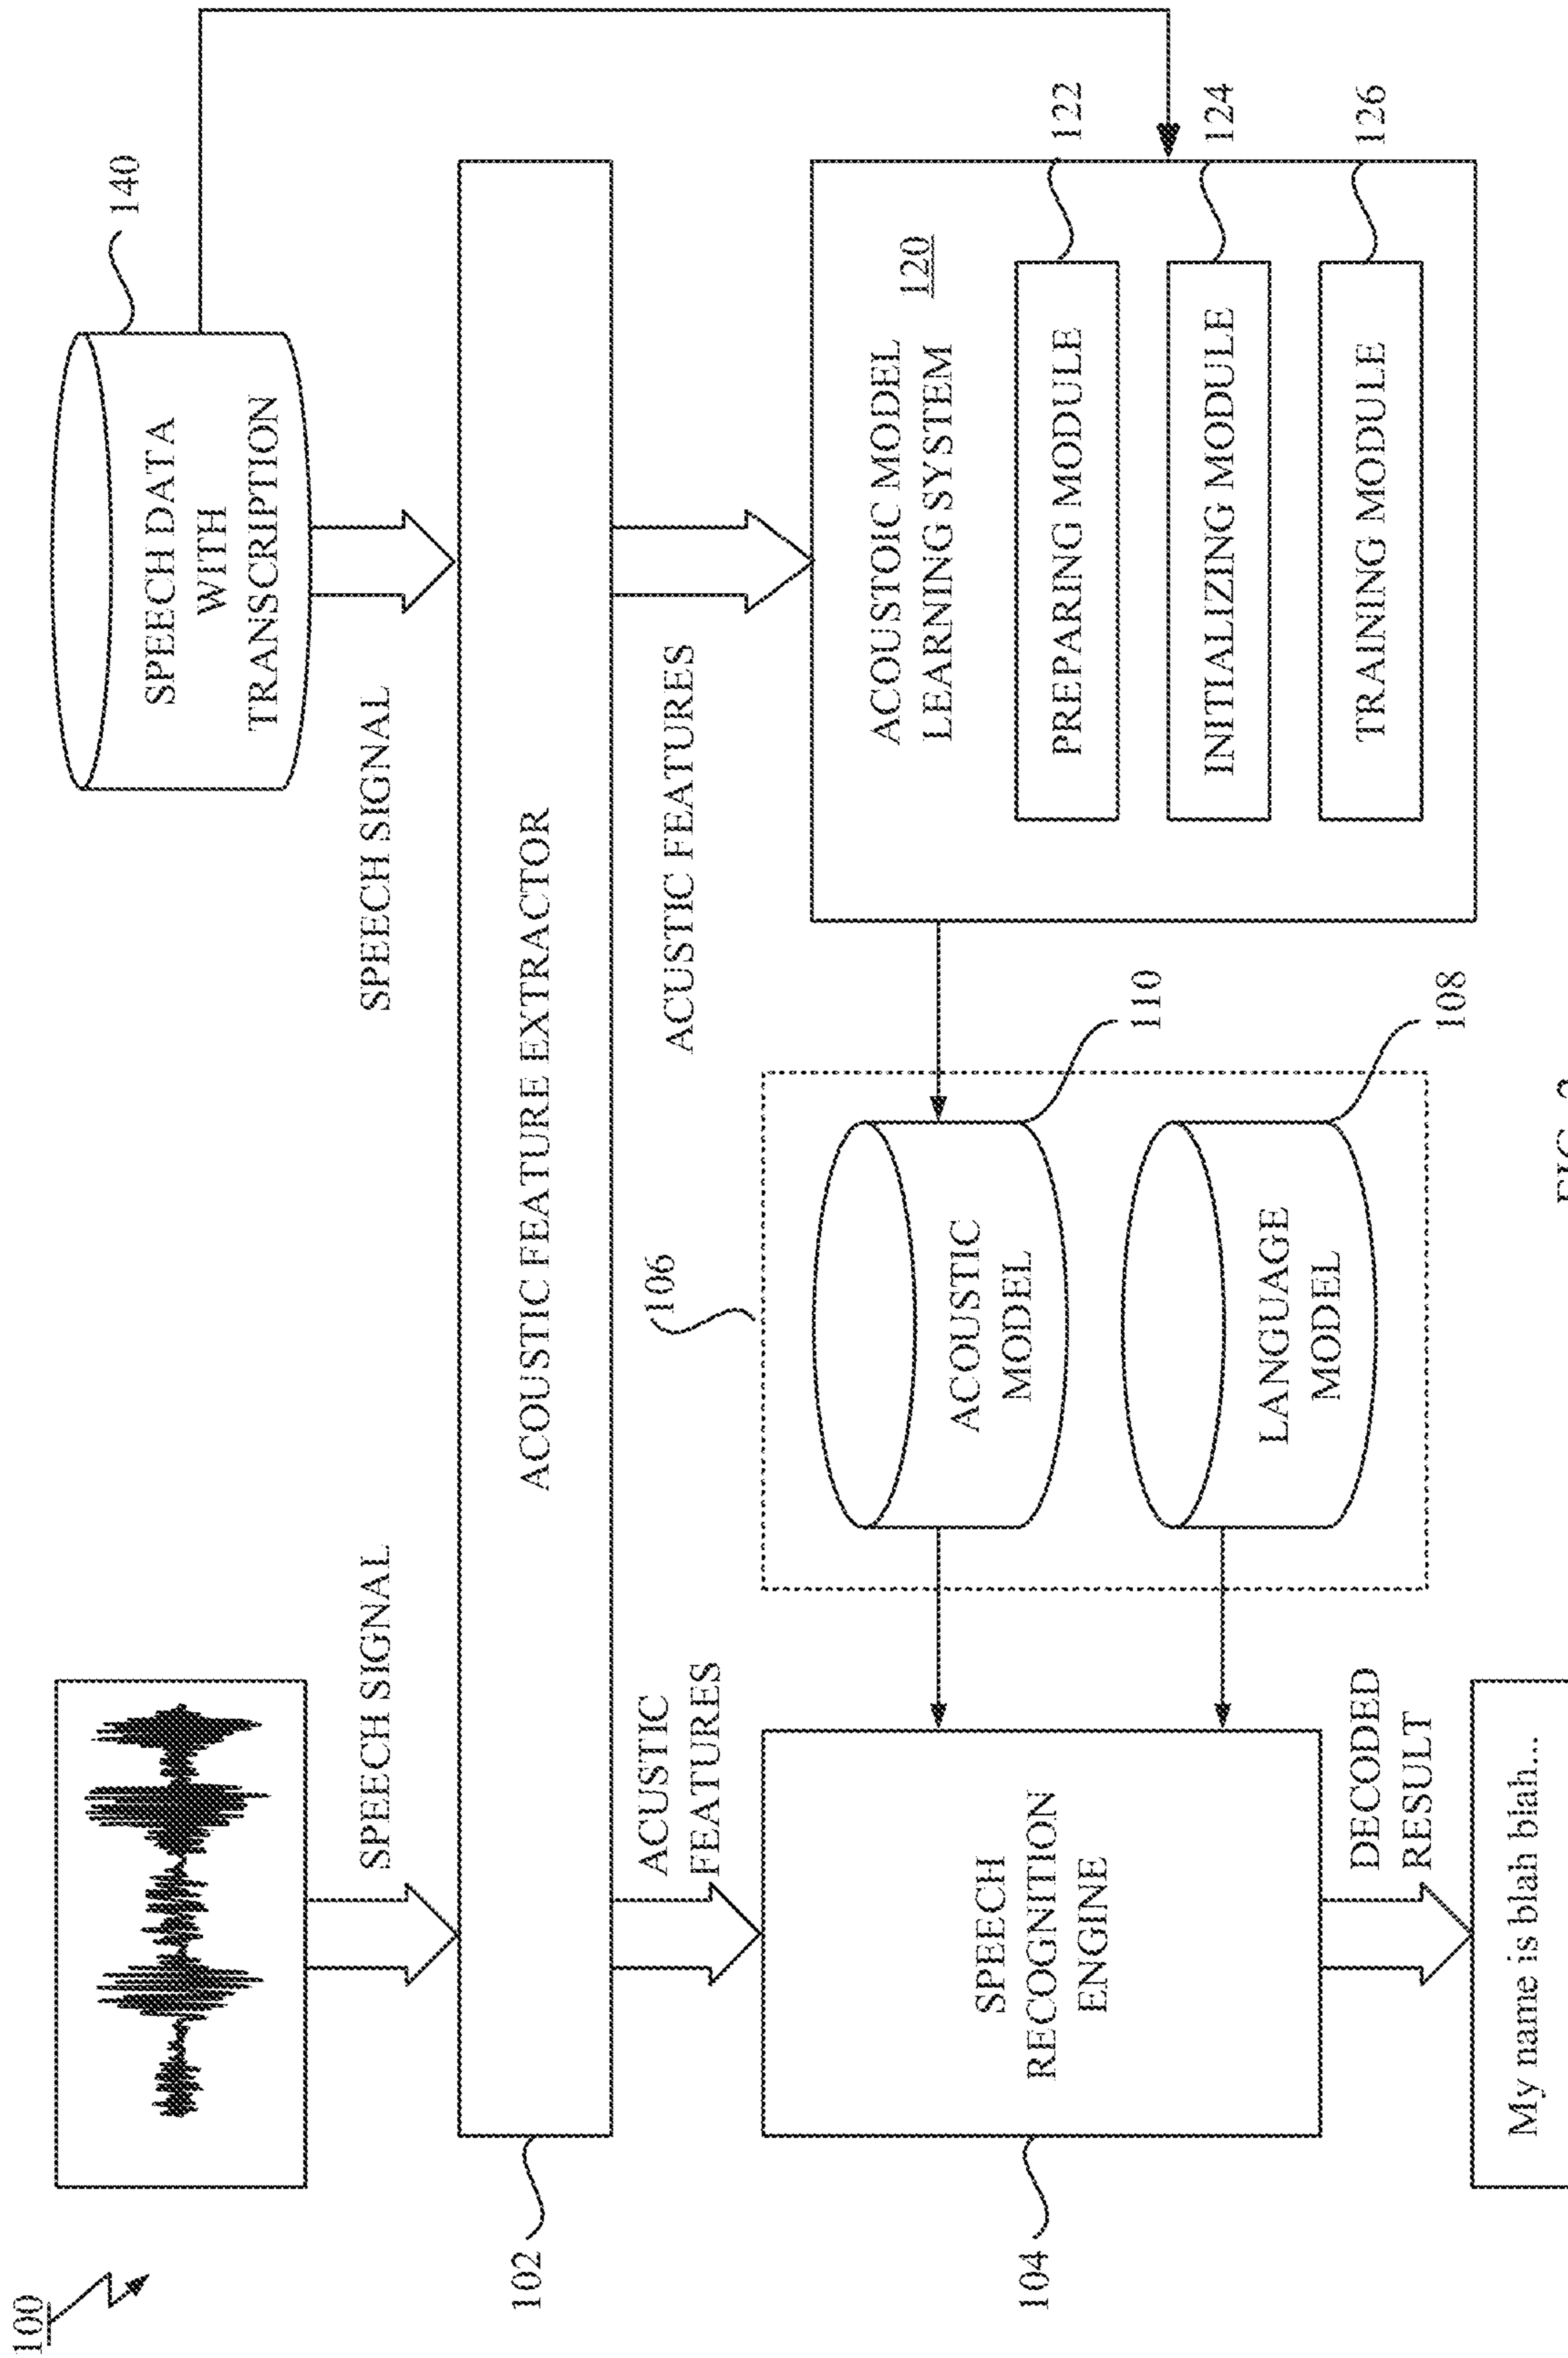 100
140
SPEECH DATA
WITH
TRANSCRIPTION
SPEECH SIGNAL
SPEECH SIGNAL
102
ACOUSTIC FEATURE EXTRACTOR
ACUSTIC
FEATURES
106
ACUSTIC FEATURES
104
SPEECH
RECOGNITION
ENGINE
ACOUSTIC
MODEL
110
LANGUAGE
MODEL
108
ACOUSTOIC MODEL
LEARNING SYSTEM
120
PREPARING MODULE
122
INITIALIZING MODULE
124
TRAINING MODULE
126
DECODED
RESULT
My name is blah blah...
FIG.